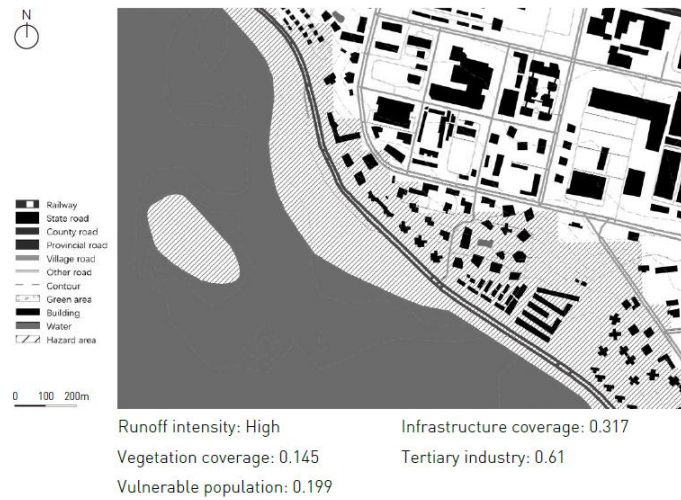 N
Railway
State road
County road
Provincial road
Village road
Other road
Contour
Green area
Building
Water
Hazard area
0 100 200m
Runoff intensity: High
Infrastructure coverage: 0.317
Vegetation coverage: 0.145
Tertiary industry: 0.61
Vulnerable population: 0.199